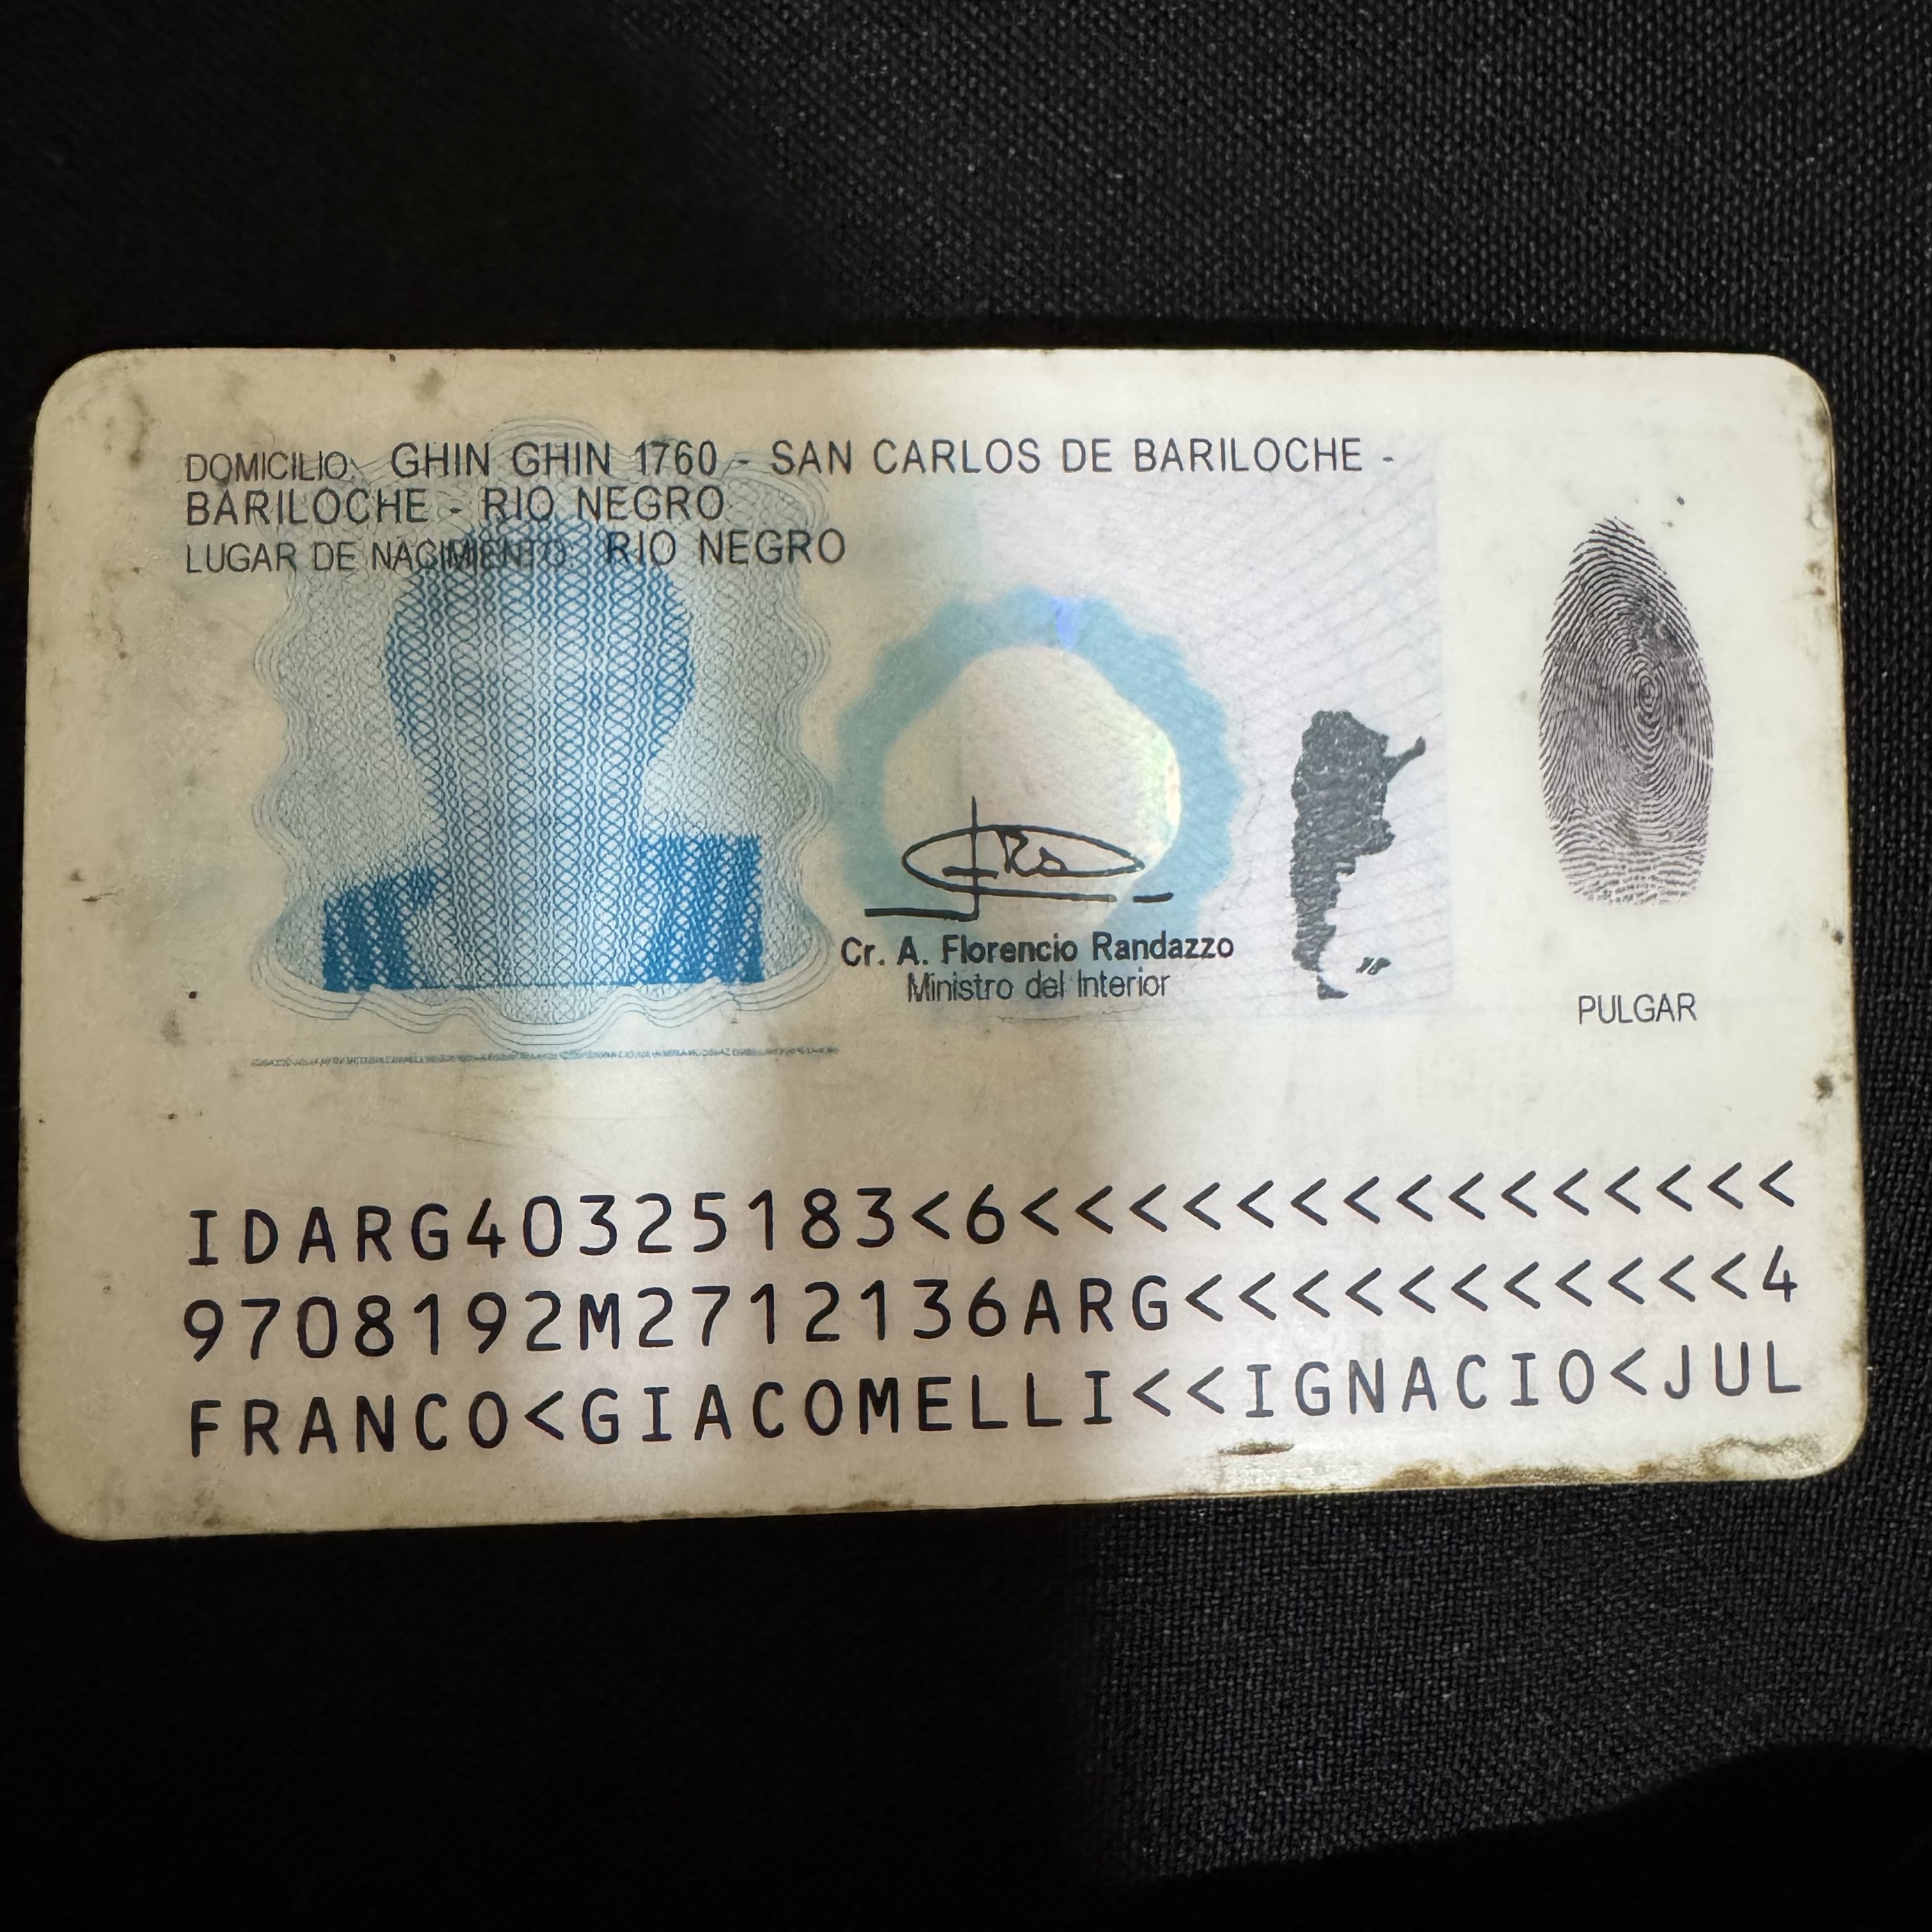 DOMICILIO: GHIN GHIN 1760 - SAN CARLOS DE BARILOCHE -
BARILOCHE - RIO NEGRO
LUGAR DE NACIMIENTO: RIO NEGRO
Cr. A. Florencio Randazzo
Ministro del Interior
PULGAR
IDARG40325183<6<<<<<<<<<<<<<<<
9708192M2712136ARG<<<<<<<<<<<4
FRANCO<GIACOMELLI<<IGNACIO<JUL